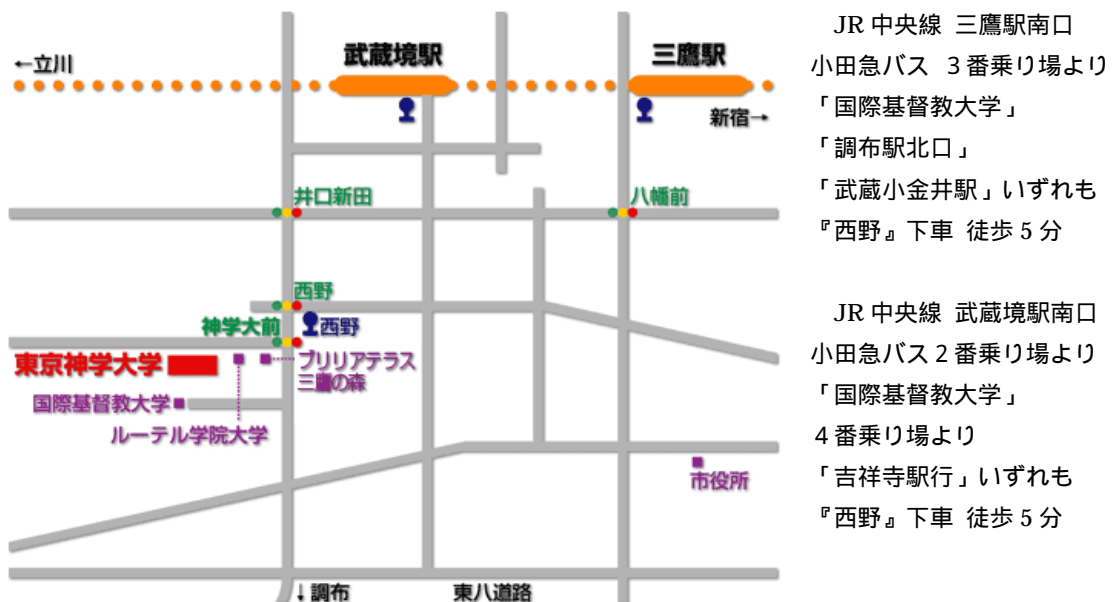 ←立川
武蔵境駅
三鷹駅
新宿→
井口新田
八幡前
西野
神学大前
西野
東京神学大学
ブリリアテラス
三鷹の森
国際基督教大学
ルーテル学院大学
市役所
↓調布
東八道路
JR中央線 三鷹駅南口
小田急バス 3番乗り場より
「国際基督教大学」
「調布駅北口」
「武蔵小金井駅」いずれも
『西野』下車 徒歩5分
JR中央線 武蔵境駅南口
小田急バス2番乗り場より
「国際基督教大学」
4番乗り場より
「吉祥寺駅行」いずれも
『西野』下車 徒歩5分